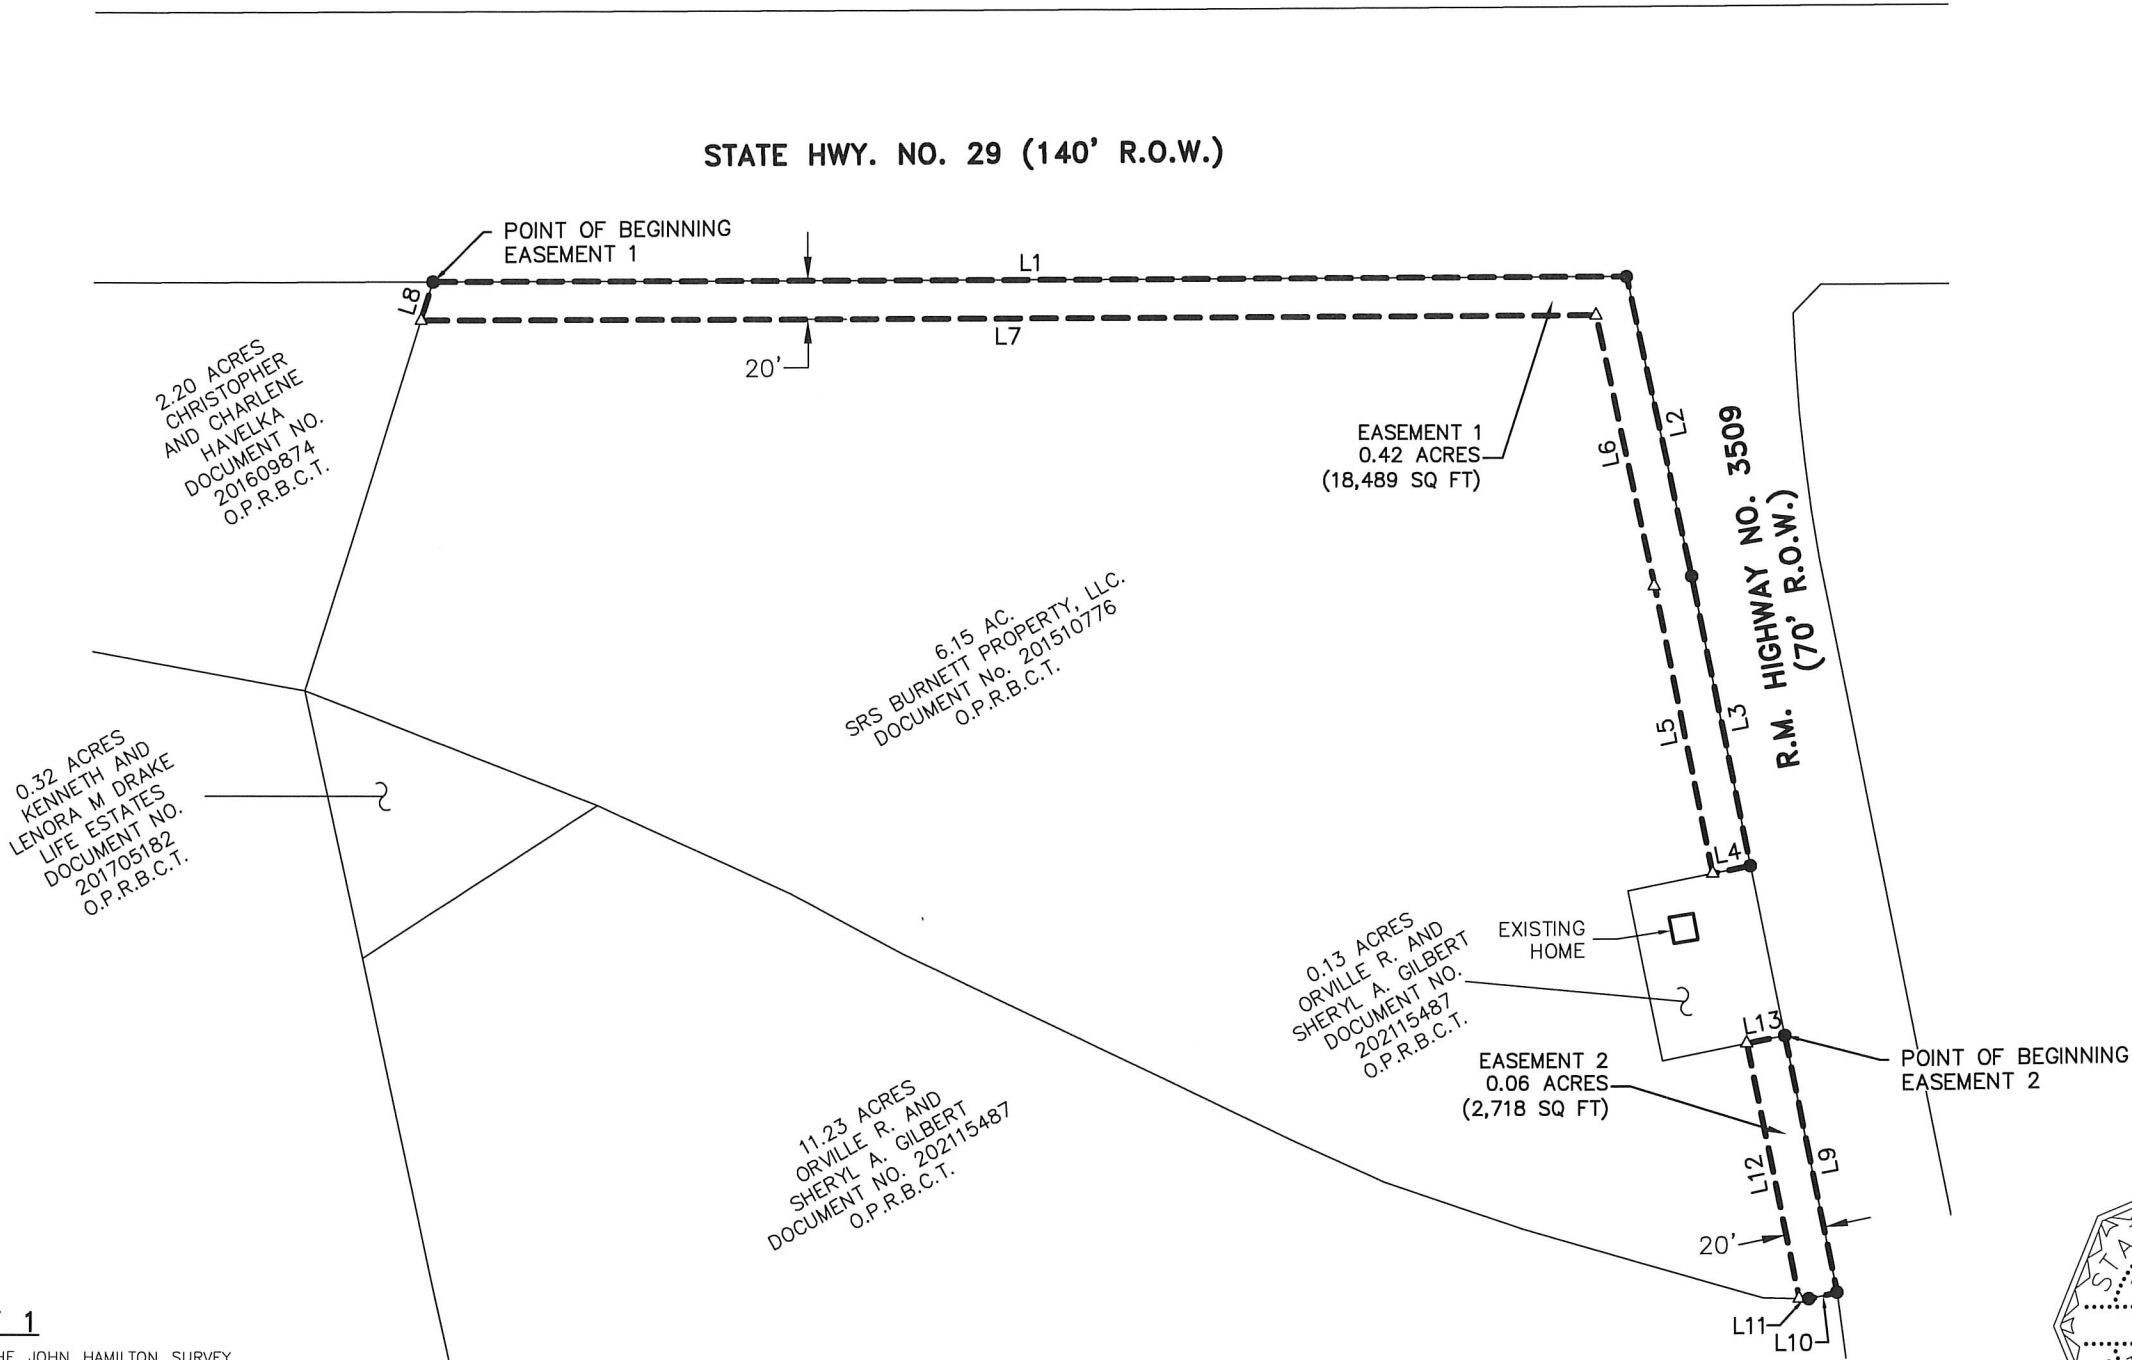 STATE HWY. NO. 29 (140' R.O.W.)
POINT OF BEGINNING
EASEMENT 1
L1
L8
L7
20'
2.20 ACRES
CHRISTOPHER
AND CHARLENE
HAVELKA
DOCUMENT NO.
201609874
O.P.R.B.C.T.
EASEMENT 1
0.42 ACRES
(18,489 SQ FT)
L6
L2
R.M. HIGHWAY NO. 3509
(70' R.O.W.)
6.15 AC.
SRS BURNETT PROPERTY, LLC.
DOCUMENT No. 201510776
O.P.R.B.C.T.
L5
L3
0.32 ACRES
KENNETH AND
LENORA M DRAKE
LIFE ESTATES
DOCUMENT NO.
201705182
O.P.R.B.C.T.
L4
EXISTING
HOME
0.13 ACRES
ORVILLE R. AND
SHERYL A. GILBERT
DOCUMENT NO.
202115487
O.P.R.B.C.T.
L13
POINT OF BEGINNING
EASEMENT 2
EASEMENT 2
0.06 ACRES
(2,718 SQ FT)
11.23 ACRES
ORVILLE R. AND
SHERYL A. GILBERT
DOCUMENT NO. 202115487
O.P.R.B.C.T.
L12
L9
20'
L11
L10
1
JOHN HAMILTON SURVEY